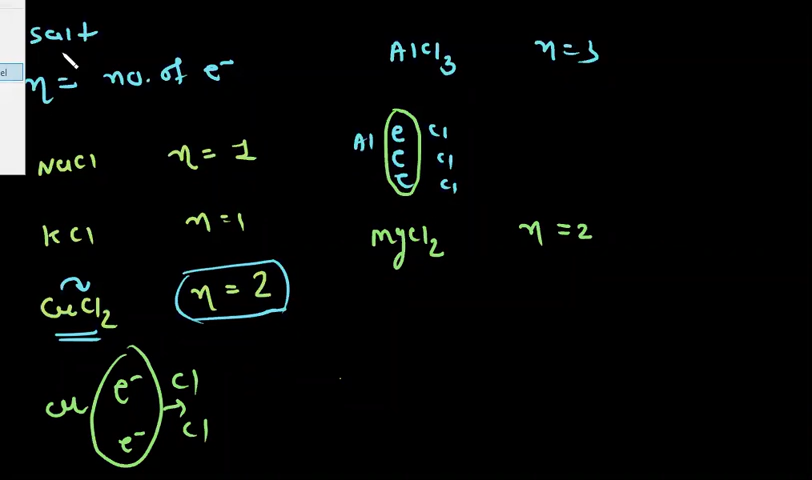 salt
η = no. of e⁻
NaCl η = 1
KCl η = 1
CuCl₂ η = 2
Cu e⁻ → Cl
e⁻ Cl
AlCl₃ η = 3
Al e Cl
e Cl
e Cl
MgCl₂ η = 2
el